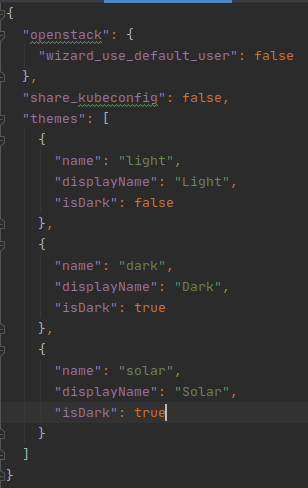 {
  "openstack": {
    "wizard_use_default_user": false
  },
  "share_kubeconfig": false,
  "themes": [
    {
      "name": "light",
      "displayName": "Light",
      "isDark": false
    },
    {
      "name": "dark",
      "displayName": "Dark",
      "isDark": true
    },
    {
      "name": "solar",
      "displayName": "Solar",
      "isDark": true
    }
  ]
}